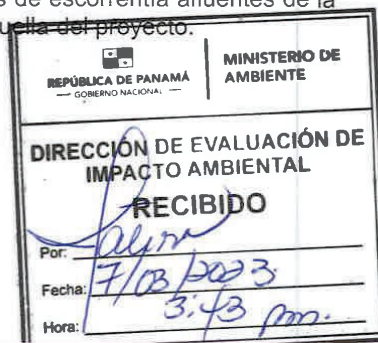 s de escorrentía afluentes de la
uella del proyecto.
REPÚBLICA DE PANAMÁ
— GOBIERNO NACIONAL —
MINISTERIO DE
AMBIENTE
DIRECCIÓN DE EVALUACIÓN DE
IMPACTO AMBIENTAL
RECIBIDO
Por:
Fecha: 7/03/2023
Hora: 3:43 pm.